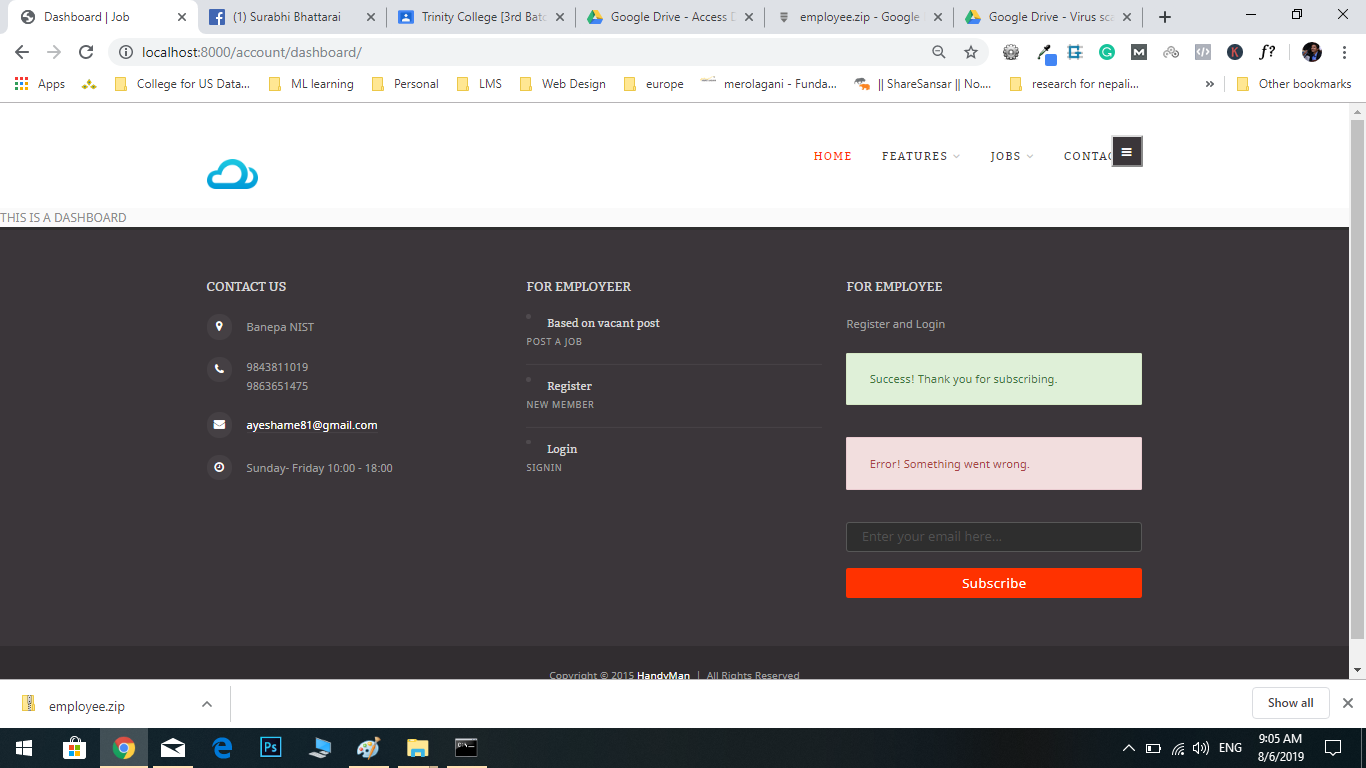 Dashboard | Job
(1) Surabhi Bhattarai
Trinity College [3rd Batc
Google Drive - Access D
employee.zip - Google
Google Drive - Virus sca
localhost:8000/account/dashboard/
Apps
College for US Data...
ML learning
Personal
LMS
Web Design
europe
merolagani - Funda...
|| ShareSansar || No....
research for nepali...
»
Other bookmarks
HOME
FEATURES
JOBS
CONTAC
THIS IS A DASHBOARD
CONTACT US
Banepa NIST
9843811019
9863651475
ayeshame81@gmail.com
Sunday- Friday 10:00 - 18:00
FOR EMPLOYEER
Based on vacant post
POST A JOB
Register
NEW MEMBER
Login
SIGNIN
FOR EMPLOYEE
Register and Login
Success! Thank you for subscribing.
Error! Something went wrong.
Enter your email here...
Subscribe
Copyright © 2015 HandyMan | All Rights Reserved
employee.zip
Show all
ENG
9:05 AM
8/6/2019